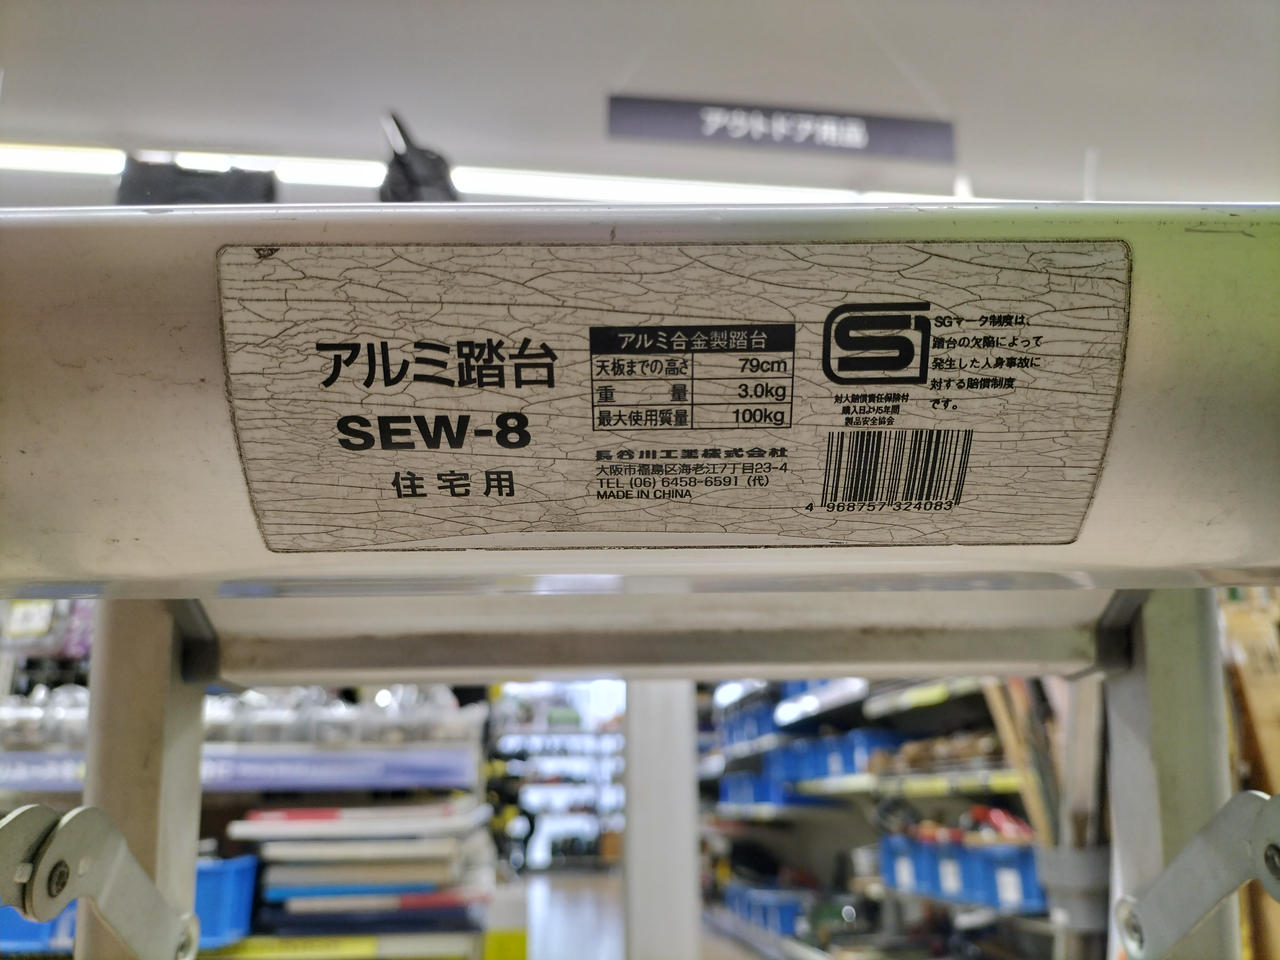 アウトドア用品
アルミ踏台
SEW-8
住宅用
アルミ合金製踏台
天板までの高さ 79cm
重量 3.0kg
最大使用質量 100kg
長谷川工業株式会社
大阪市福島区海老江7丁目23-4
TEL (06) 6458-6591 (代)
MADE IN CHINA
SG
SGマーク制度は、
踏台の欠陥によって
発生した人身事故に
対する賠償制度
です。
対人賠償責任保険付
購入日より5年間
製品安全協会
4 968757 324083